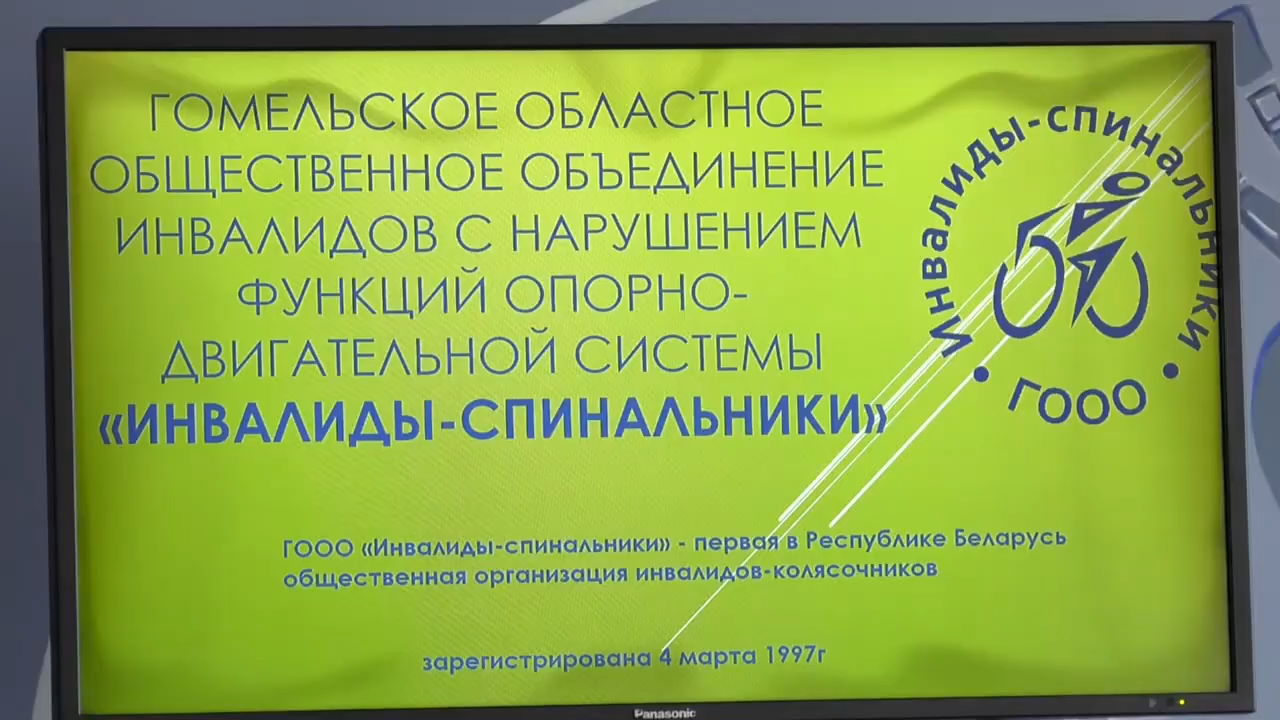 ГОМЕЛЬСКОЕ ОБЛАСТНОЕ
ОБЩЕСТВЕННОЕ ОБЪЕДИНЕНИЕ
ИНВАЛИДОВ С НАРУШЕНИЕМ
ФУНКЦИЙ ОПОРНО-
ДВИГАТЕЛЬНОЙ СИСТЕМЫ
«ИНВАЛИДЫ-СПИНАЛЬНИКИ»
Инвалиды-спинальники
• ГООО •
ГООО «Инвалиды-спинальники» - первая в Республике Беларусь
общественная организация инвалидов-колясочников
зарегистрирована 4 марта 1997г
Panasonic